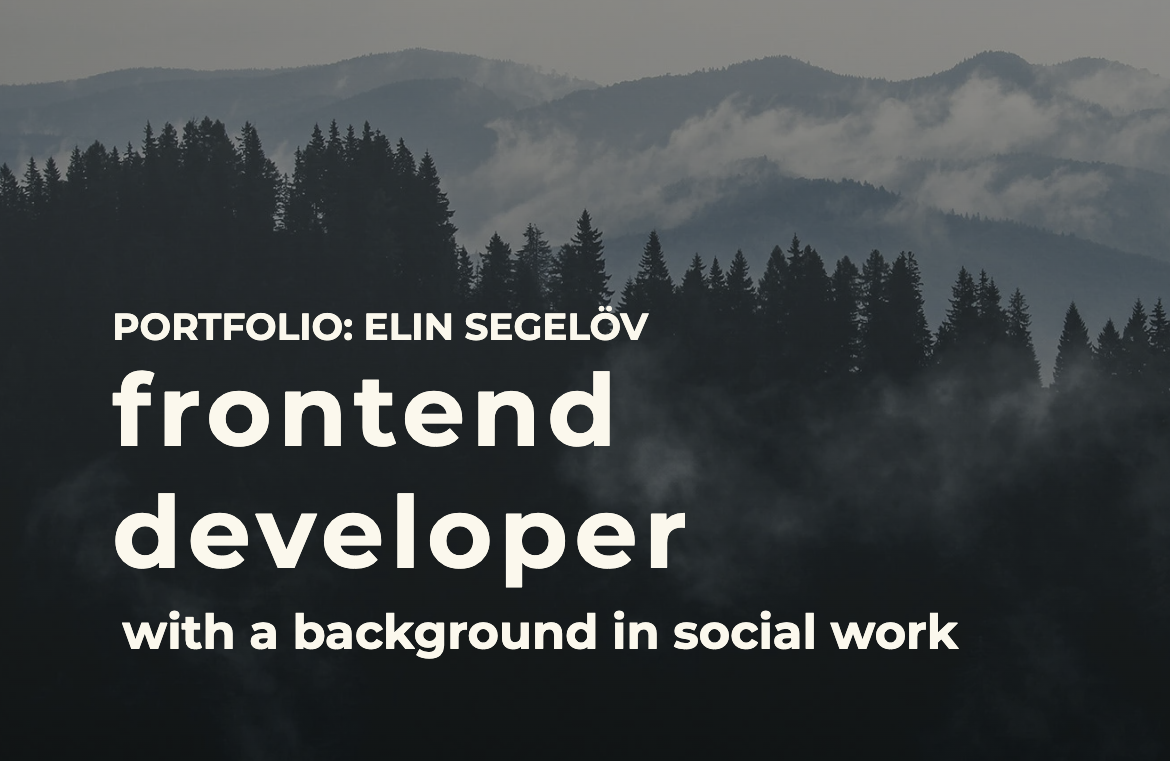 PORTFOLIO: ELIN SEGELÖV
frontend
developer
with a background in social work